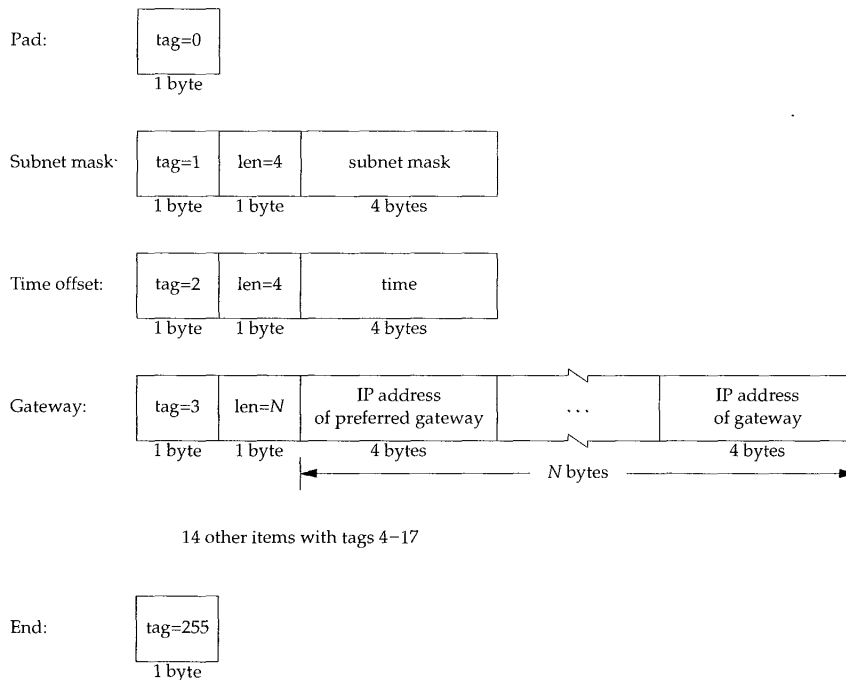 Pad:
tag=0
1 byte
Subnet mask
tag=1
len=4
subnet mask
1 byte
1 byte
4 bytes
Time offset:
tag=2
len=4
time
1 byte
1 byte
4 bytes
Gateway:
tag=3
len=N
IP address
of preferred gateway
...
IP address
of gateway
1 byte
1 byte
4 bytes
4 bytes
N bytes
14 other items with tags 4–17
End:
tag=255
1 byte